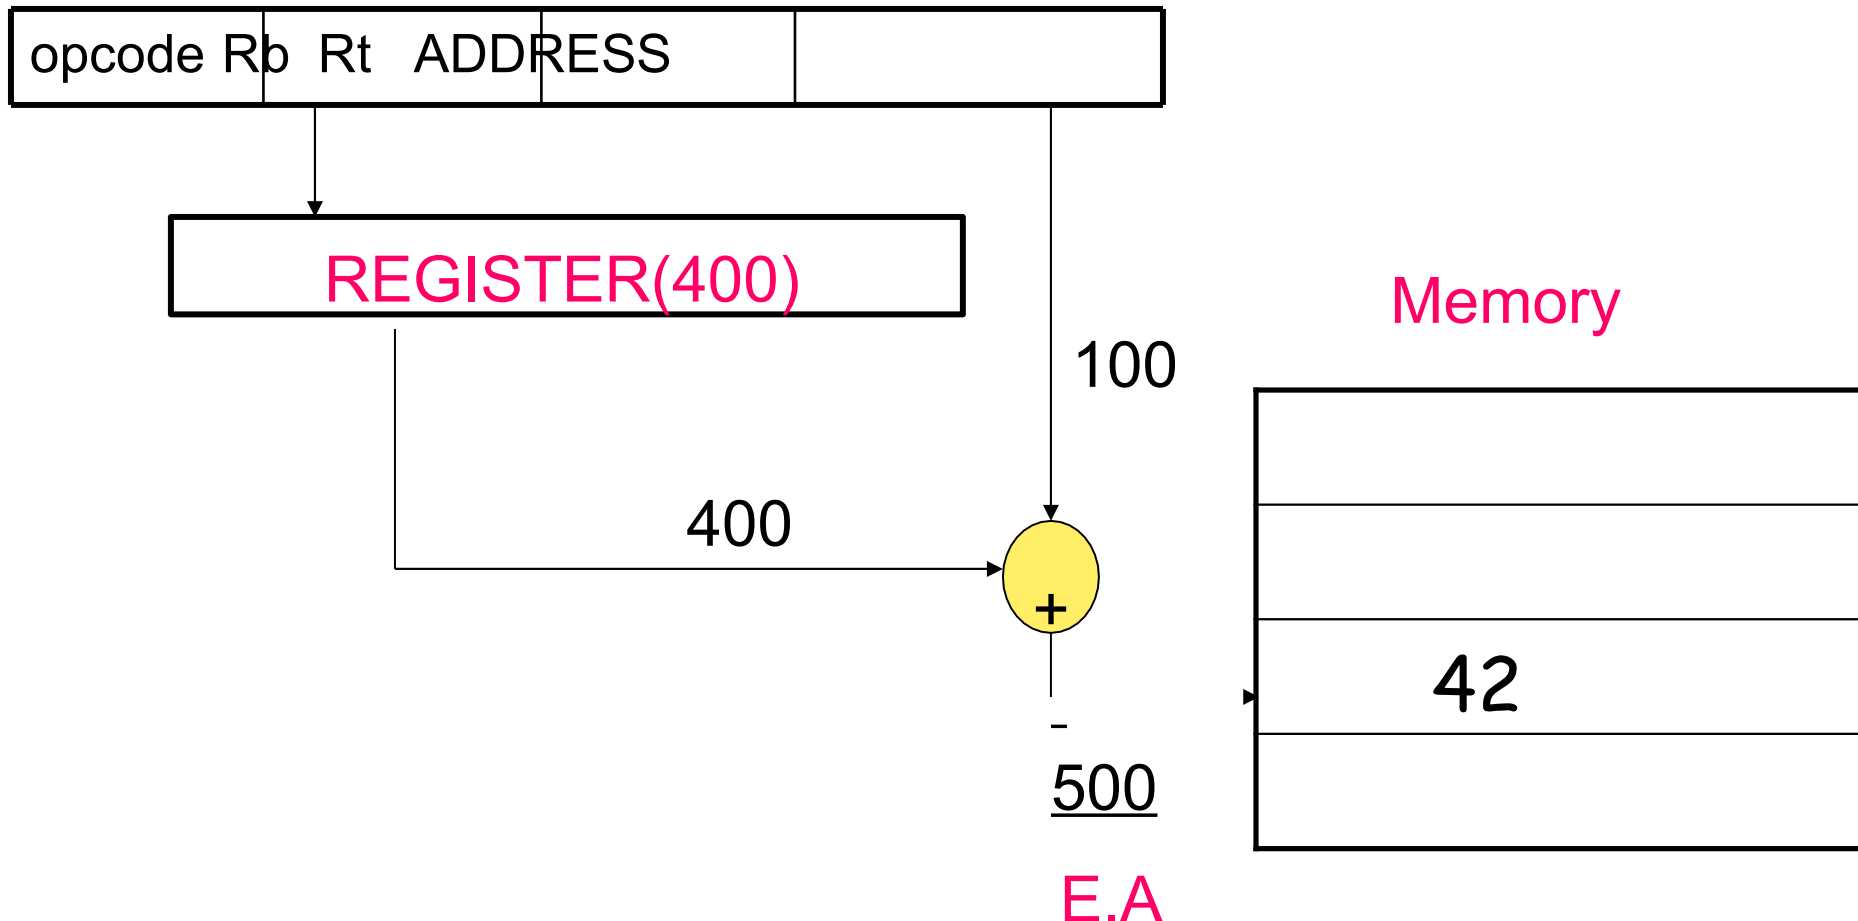 opcode Rb Rt ADDRESS
REGISTER(400)
Memory
100
400
+
42
-
500
E.A